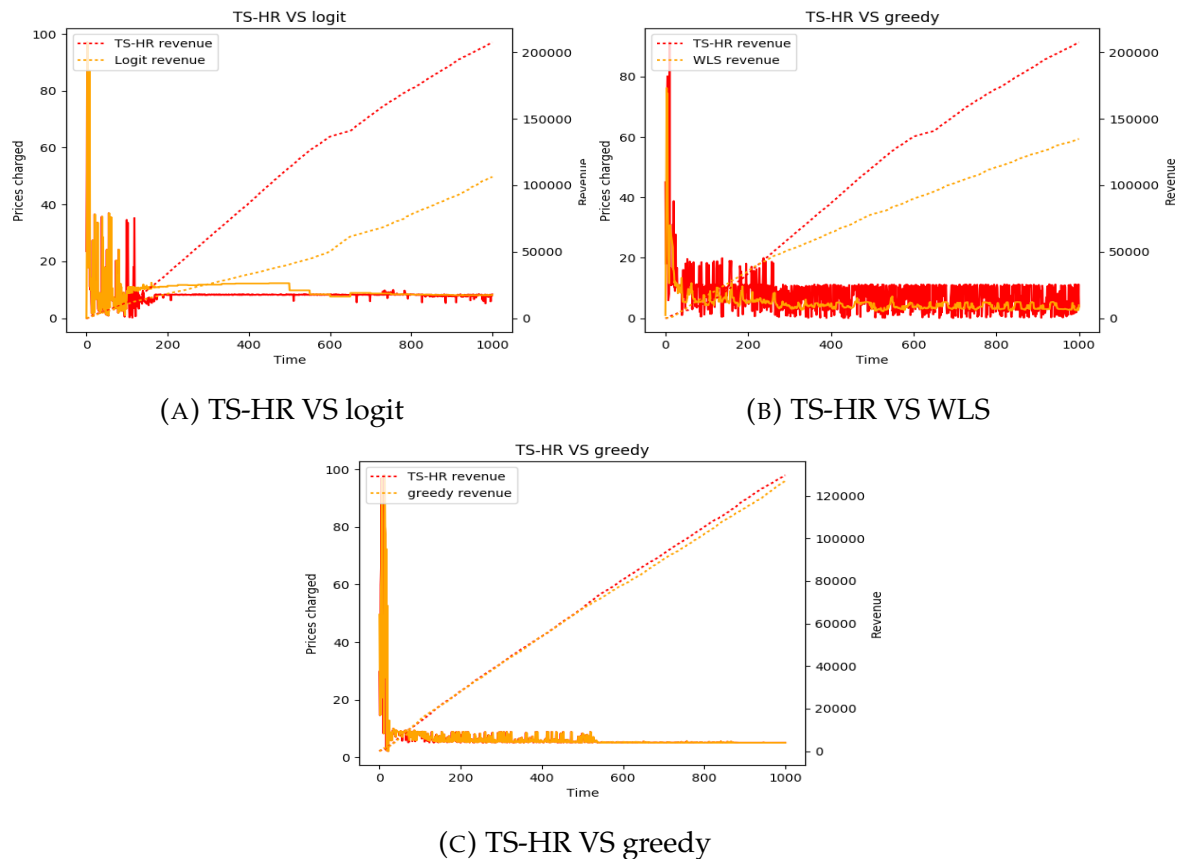 TS-HR VS logit
TS-HR revenue
Logit revenue
100
80
60
40
20
0
Prices charged
200000
150000
100000
50000
0
Revenue
0 200 400 600 800 1000
Time
(A) TS-HR VS logit
TS-HR VS greedy
TS-HR revenue
WLS revenue
80
60
40
20
0
Prices charged
200000
150000
100000
50000
0
Revenue
0 200 400 600 800 1000
Time
(B) TS-HR VS WLS
TS-HR VS greedy
TS-HR revenue
greedy revenue
100
80
60
40
20
0
Prices charged
120000
100000
80000
60000
40000
20000
0
Revenue
0 200 400 600 800 1000
Time
(C) TS-HR VS greedy